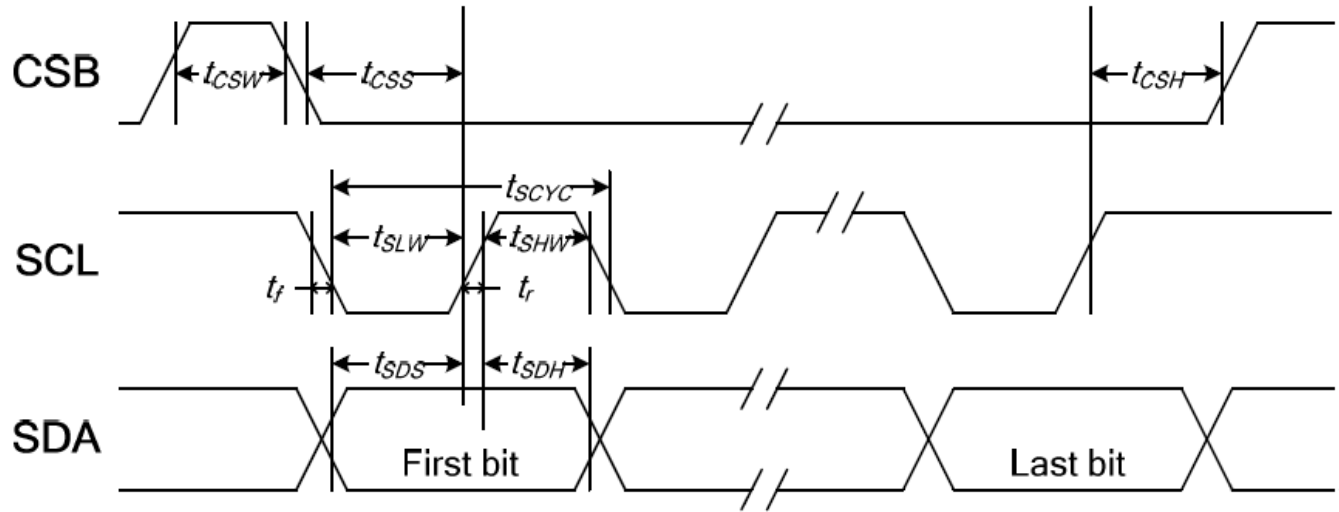 CSB
tCSW
tCSS
tCSH
tSCYC
SCL
tSLW
tSHW
tf
tr
tSDS
tSDH
SDA
First bit
Last bit